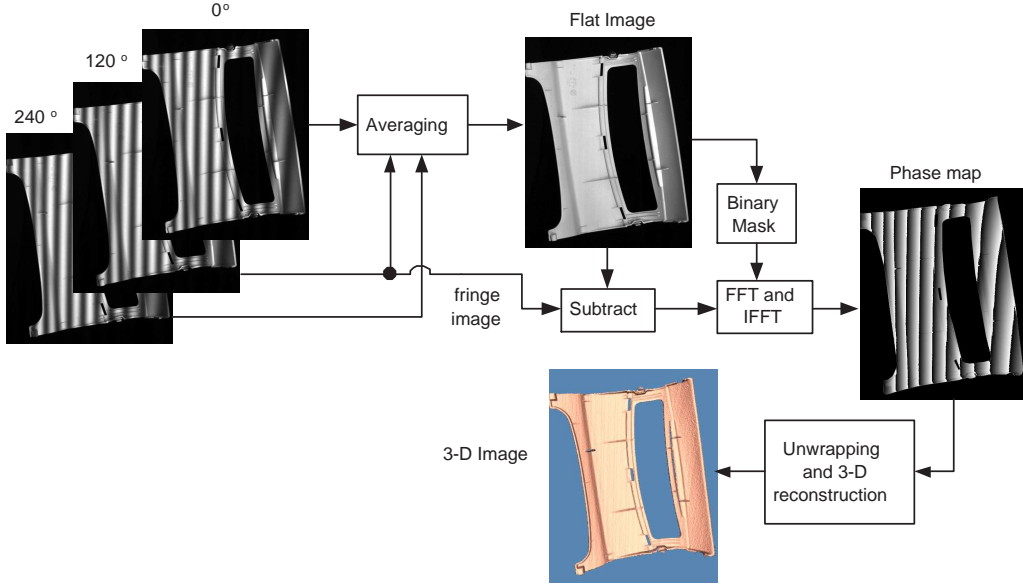 0°
120 °
240 °
Flat Image
Averaging
Binary
Mask
Phase map
fringe
image
Subtract
FFT and
IFFT
3-D Image
Unwrapping
and 3-D
reconstruction